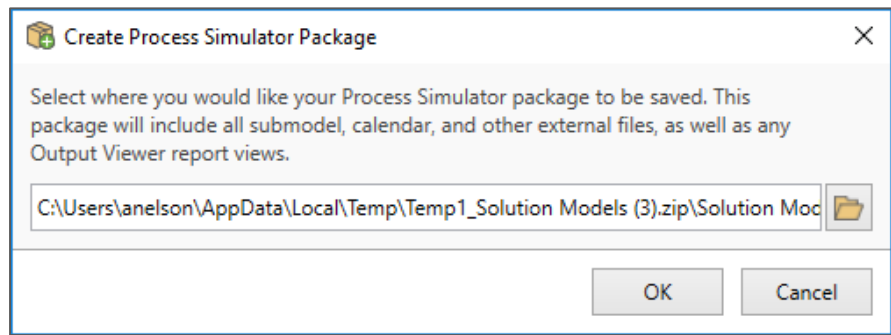 Create Process Simulator Package
Select where you would like your Process Simulator package to be saved. This
package will include all submodel, calendar, and other external files, as well as any
Output Viewer report views.
C:\Users\anelson\AppData\Local\Temp\Temp1_Solution Models (3).zip\Solution Mod
OK
Cancel